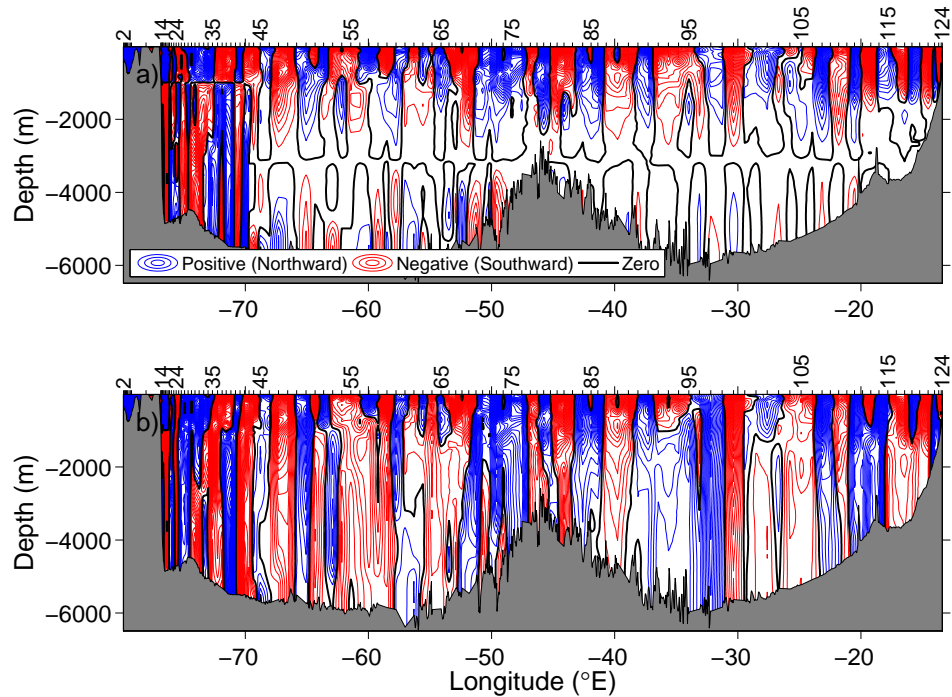 2 14 24 35 45 55 65 75 85 95 105 115 124
a)
Depth (m)
−2000
−4000
−6000
Positive (Northward) Negative (Southward) Zero
−70 −60 −50 −40 −30 −20
2 14 24 35 45 55 65 75 85 95 105 115 124
b)
Depth (m)
−2000
−4000
−6000
−70 −60 −50 −40 −30 −20
Longitude (°E)